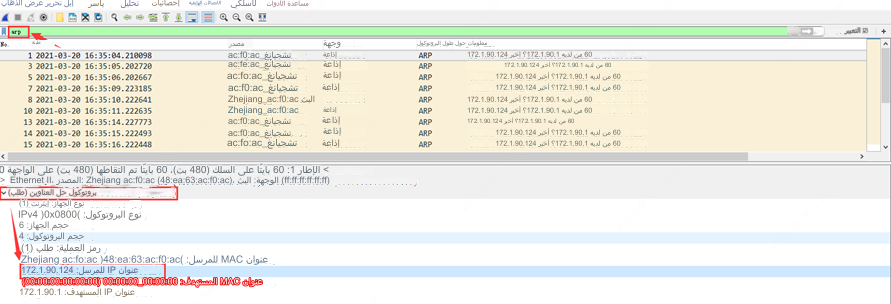 إيل تحرير عرض الذهاب
تحليل
إحصائيات
لاسلكي
مساعدة الأدوات
arp
التعبير
No.
مصدر
وجهة
معلومات حول طول البروتوكول
1 2021-03-20 16:35:04.210098 تشجيانغ_ac:f0:ac إذاعة ARP 60 من لديه 172.1.90.1؟ أخبر 172.1.90.124
3 2021-03-20 16:35:05.202720 تشجيانغ_ac:fe:ac إذاعة ARP 60 من لديه 172.1.90.1؟ أخبر 172.1.90.124
5 2021-03-20 16:35:06.202667 تشجيانغ_ac:f0:ac إذاعة ARP 60 من لديه 172.1.90.1؟ أخبر 172.1.90.124
7 2021-03-20 16:35:09.223185 تشجيانغ_ac:f0:ac إذاعة ARP 60 من لديه 172.1.90.1؟ أخبر 172.1.90.124
8 2021-03-20 16:35:10.222641 Zhejiang_ac:f0:ac البث ARP 60 من لديه 172.1.90.1؟ أخبر 172.1.90.124
10 2021-03-20 16:35:11.222635 Zhejiang_ac:f0:ac إذاعة ARP 60 من لديه 172.1.90.1؟ أخبر 172.1.90.124
13 2021-03-20 16:35:14.227773 تشجيانغ_ac:f0:ac إذاعة ARP 60 من لديه 172.1.90.1؟ أخبر 172.1.90.124
14 2021-03-20 16:35:15.222493 تشجيانغ_ac:f0:ac إذاعة ARP 60 من لديه 172.1.90.1؟ أخبر 172.1.90.124
15 2021-03-20 16:35:16.222448 تشجيانغ_ac:fo:ac إذاعة ARP 60 من لديه 172.1.90.1؟ أخبر 172.1.90.124
> الإطار 1: 60 بايت على السلك (480 بت)، 60 بايتًا تم التقاطها (480 بت) على الواجهة 0
> Ethernet II، المصدر: Zhejiang ac:f0:ac (48:ea:63:ac:f0:ac)، الوجهة: البث (ff:ff:ff:ff:ff:ff)
بروتوكول حل العناوين (طلب)
نوع الجهاز: إيثرنت (1)
نوع البروتوكول: IPv4 )0x0800(
حجم الجهاز: 6
حجم البروتوكول: 4
رمز العملية: طلب (1)
عنوان MAC للمرسل: Zhejiang ac:fo:ac )48:ea:63:ac:f0:ac(
عنوان IP للمرسل: 172.1.90.124
عنوان MAC المستهدف: 00:00:00_00:00:00 (00:00:00:00:00:00)
عنوان IP المستهدف: 172.1.90.1